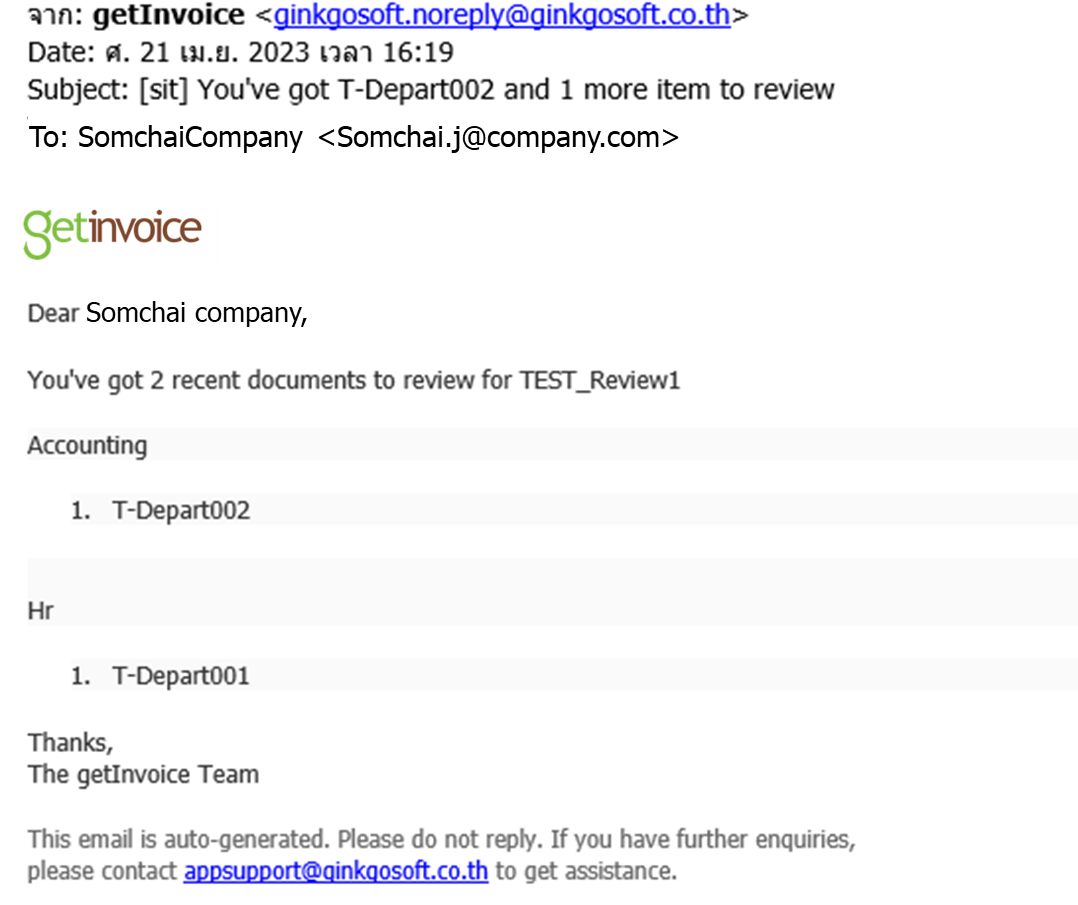 จาก: getInvoice <ginkgosoft.noreply@ginkgosoft.co.th>
Date: ศ. 21 เม.ย. 2023 เวลา 16:19
Subject: [sit] You've got T-Depart002 and 1 more item to review
To: SomchaiCompany <Somchai.j@company.com>
getinvoice
Dear Somchai company,
You've got 2 recent documents to review for TEST_Review1
Accounting
1. T-Depart002
Hr
1. T-Depart001
Thanks,
The getInvoice Team
This email is auto-generated. Please do not reply. If you have further enquiries,
please contact appsupport@ginkgosoft.co.th to get assistance.